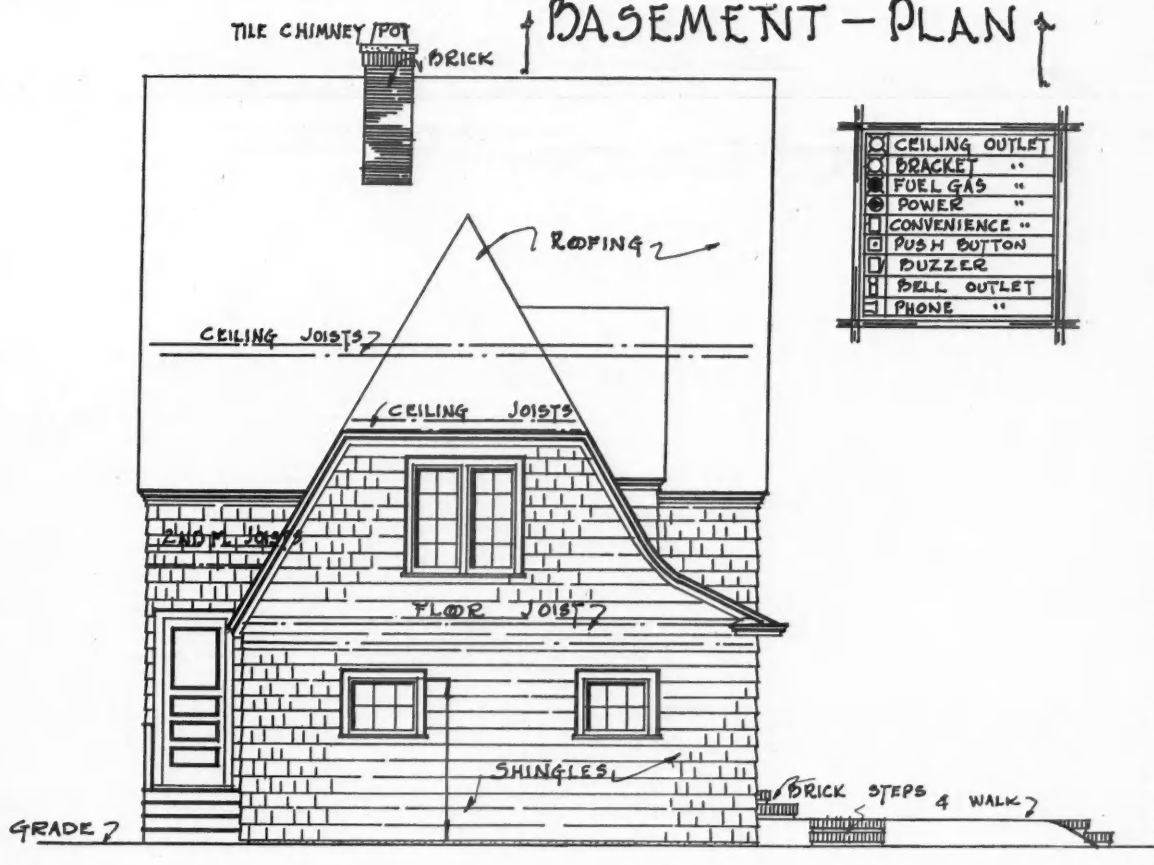 BASEMENT - PLAN
TILE CHIMNEY POT
BRICK
CEILING OUTLET
BRACKET "
FUEL GAS "
POWER "
CONVENIENCE "
PUSH BUTTON
BUZZER
BELL OUTLET
PHONE "
ROOFING
CEILING JOISTS
CEILING JOISTS
2ND FL. JOISTS
FLOOR JOIST
SHINGLES
BRICK STEPS & WALK
GRADE